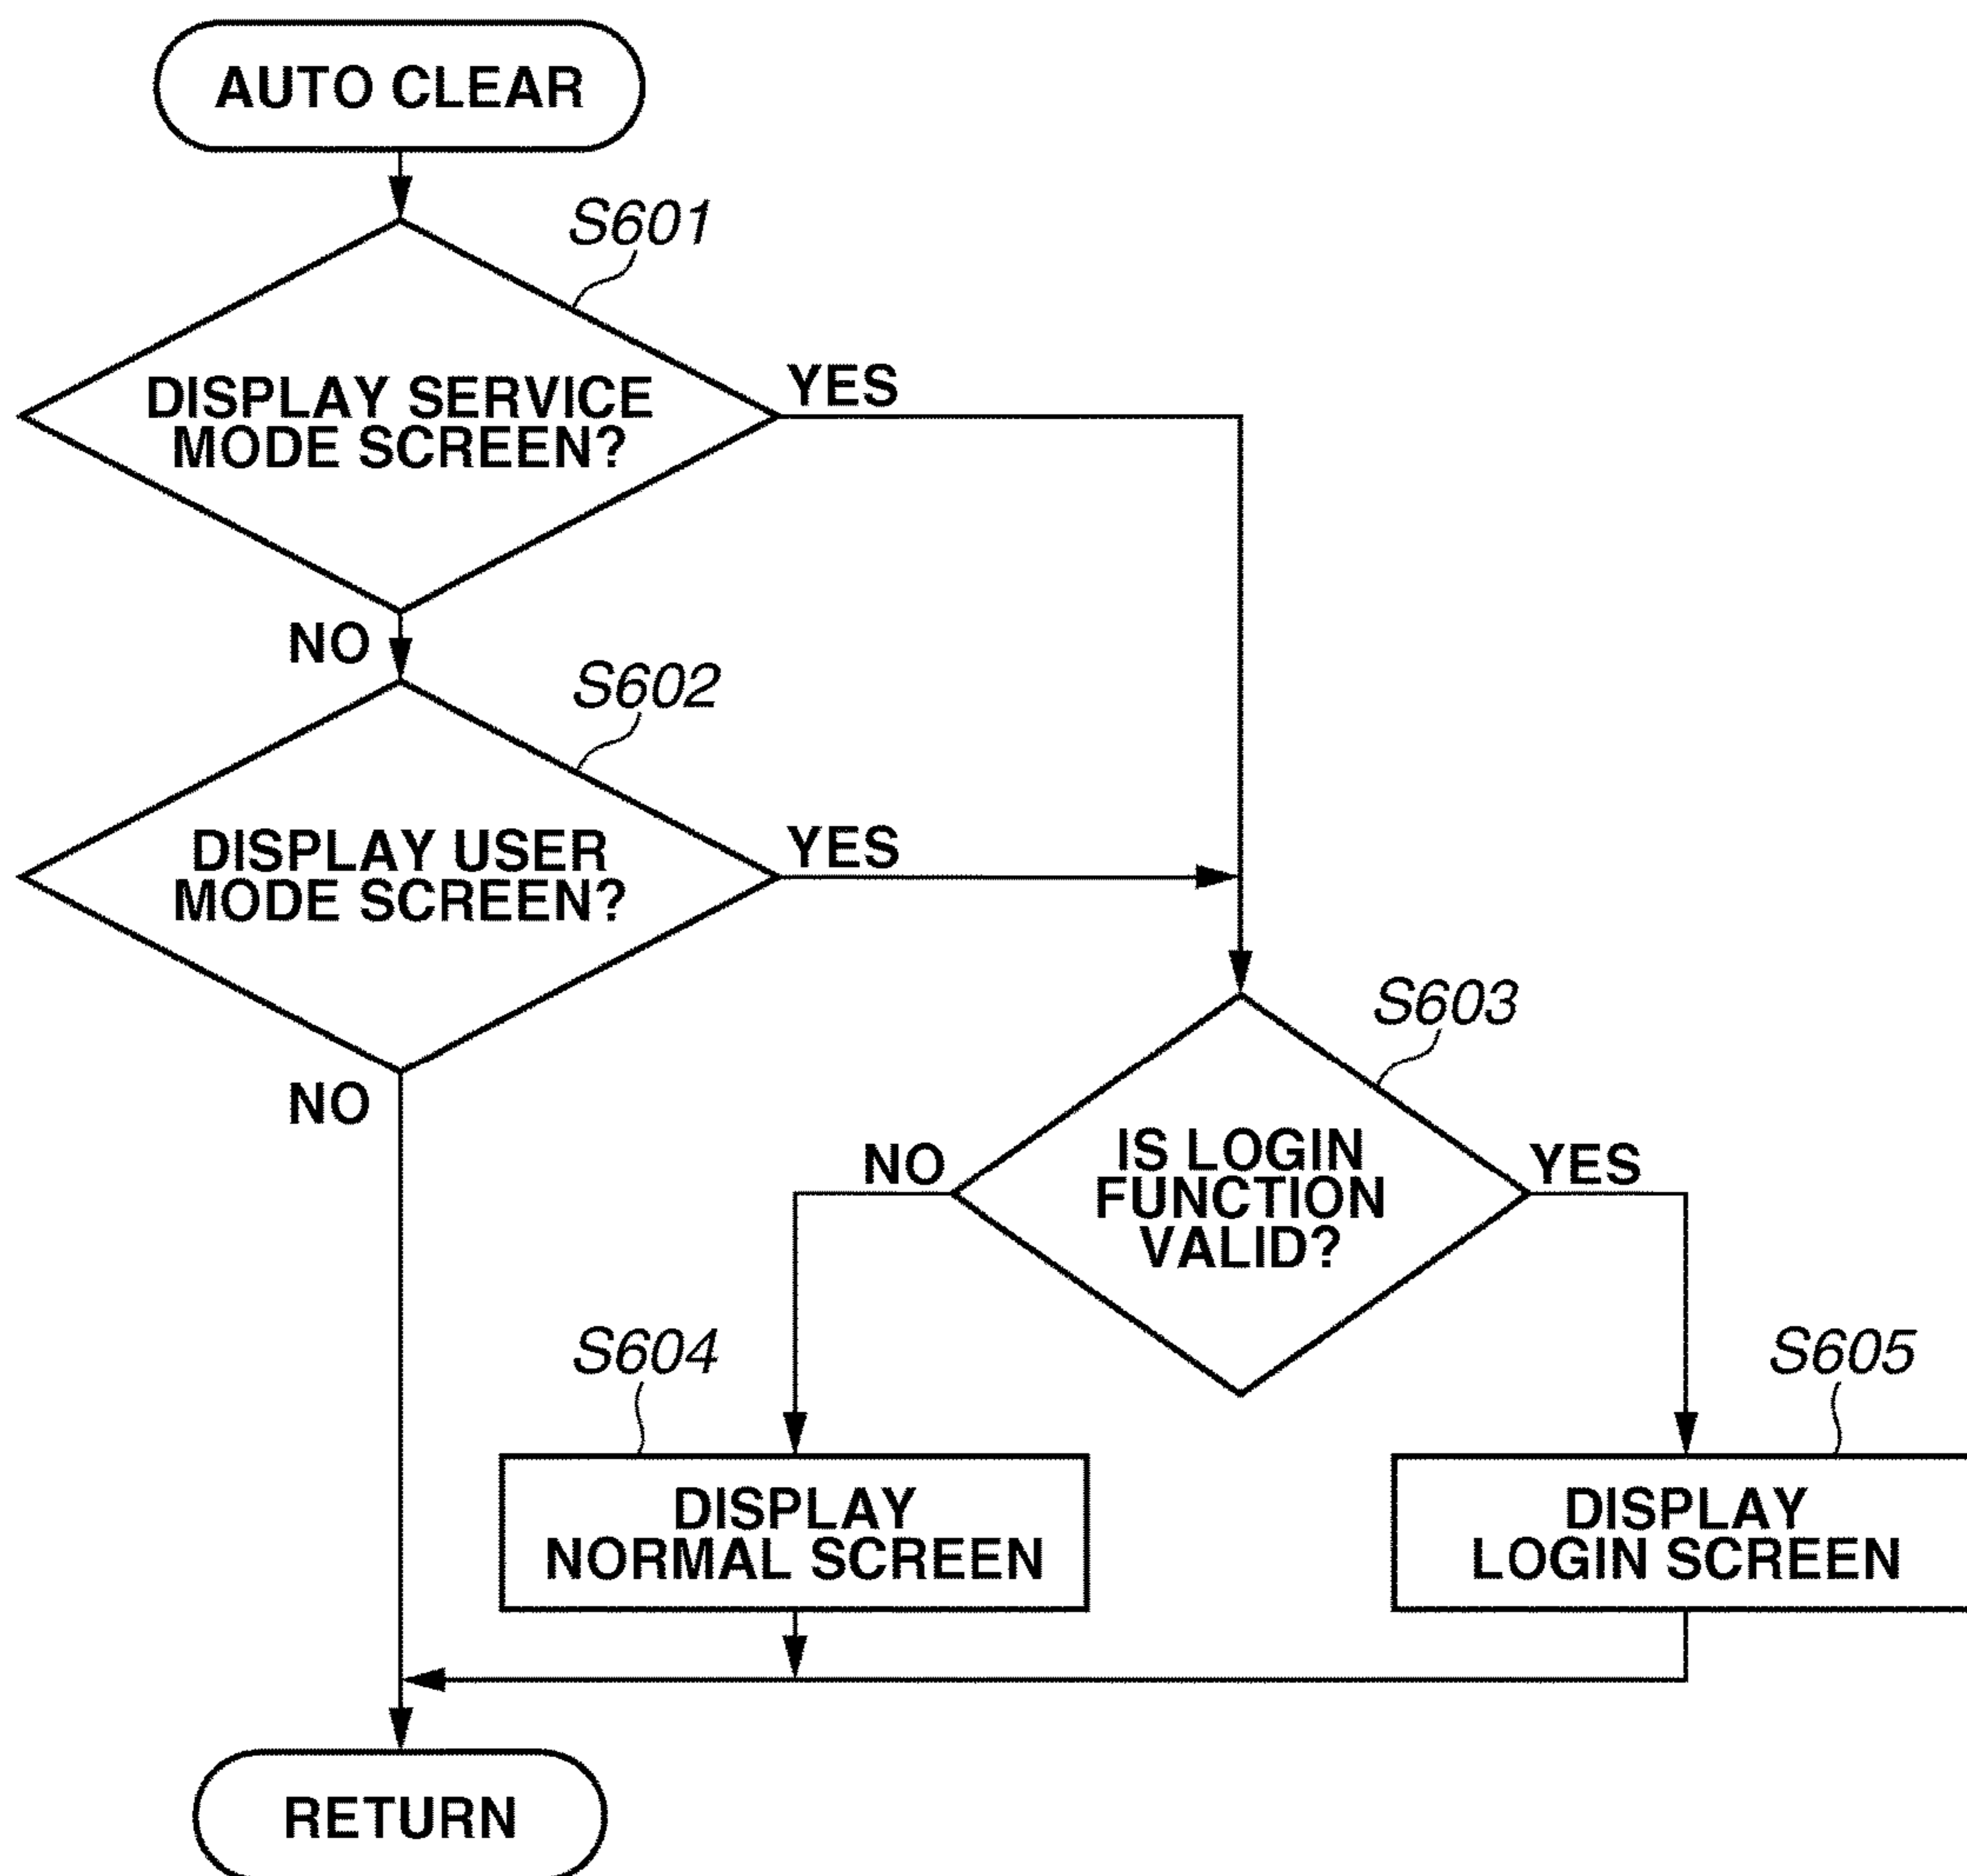 AUTO CLEAR
S601
DISPLAY SERVICE
MODE SCREEN?
YES
NO
S602
DISPLAY USER
MODE SCREEN?
YES
NO
S603
IS LOGIN
FUNCTION
VALID?
NO
YES
S604
S605
DISPLAY
NORMAL SCREEN
DISPLAY
LOGIN SCREEN
RETURN